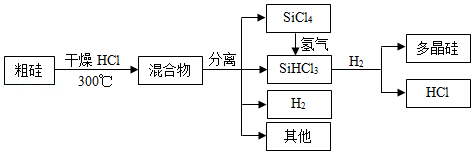 粗硅
干燥 HCl
300℃
混合物
分离
SiCl4
氢气
SiHCl3
H2
其他
H2
多晶硅
HCl